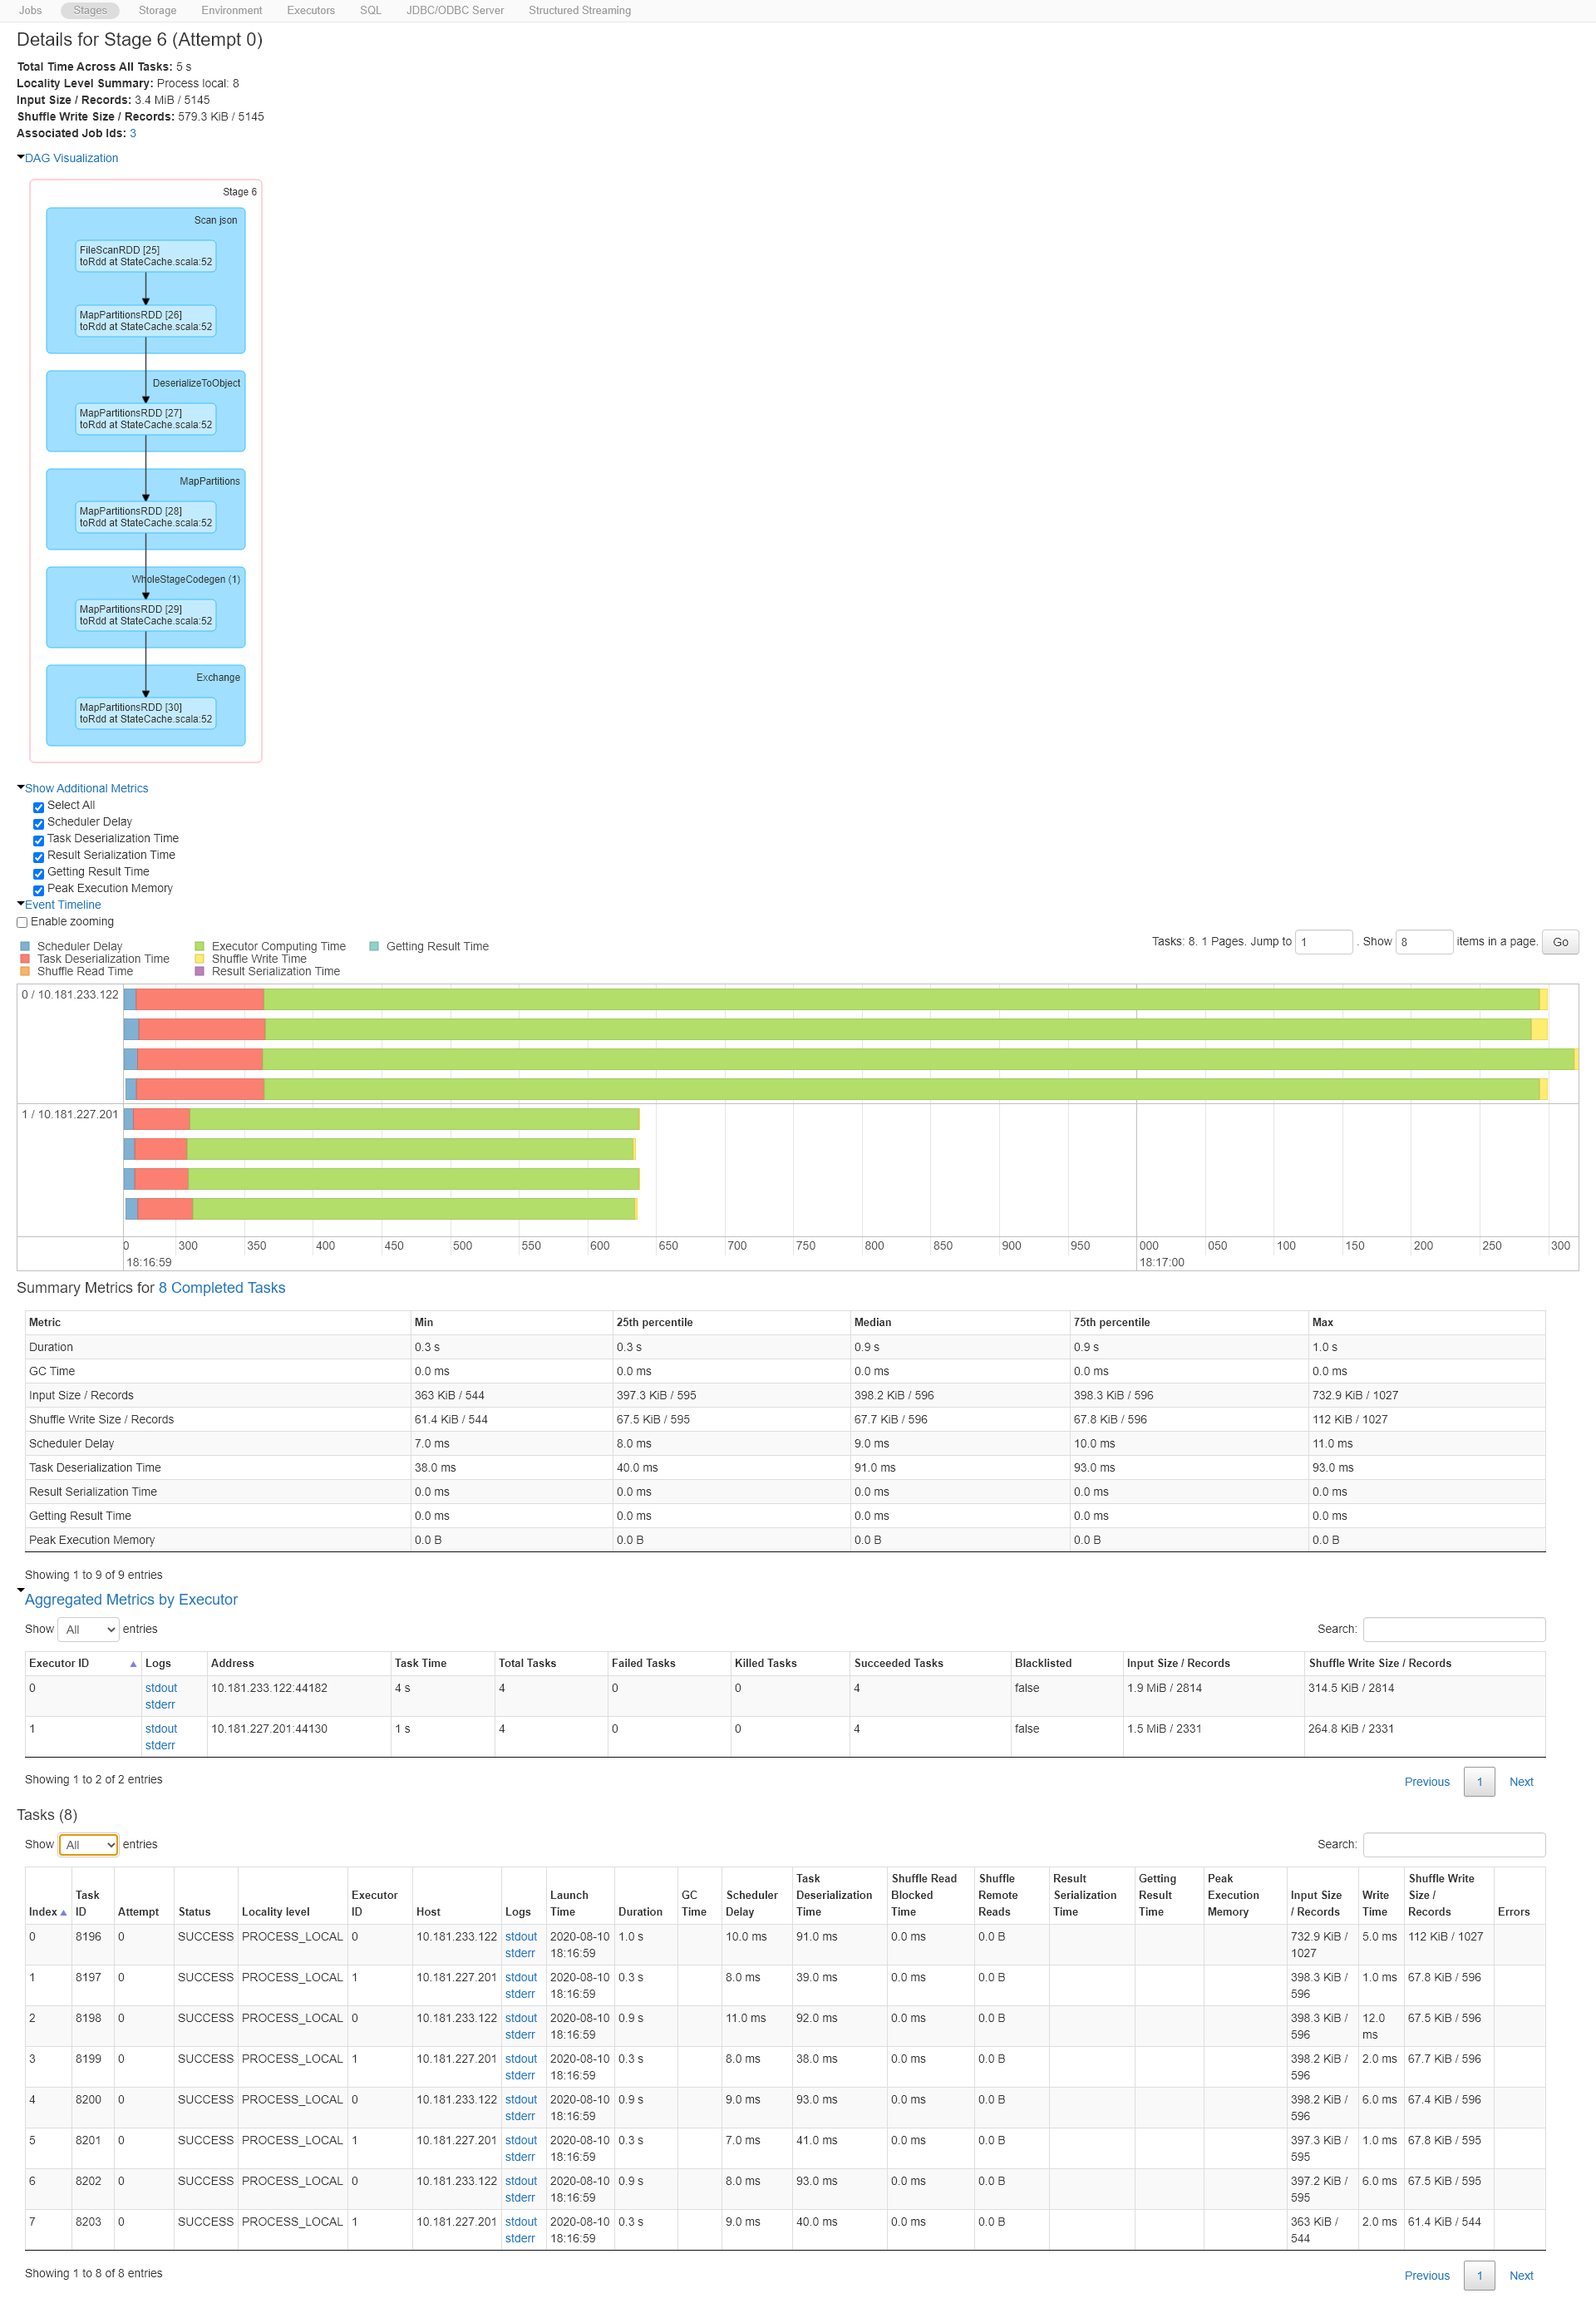 Jobs Stages Storage Environment Executors SQL JDBC/ODBC Server Structured Streaming
Details for Stage 6 (Attempt 0)
Total Time Across All Tasks: 5 s
Locality Level Summary: Process local: 8
Input Size / Records: 3.4 MiB / 5145
Shuffle Write Size / Records: 579.3 KiB / 5145
Associated Job Ids: 3
DAG Visualization
Stage 6
Scan json
FileScanRDD [25]
toRdd at StateCache.scala:52
MapPartitionsRDD [26]
toRdd at StateCache.scala:52
DeserializeToObject
MapPartitionsRDD [27]
toRdd at StateCache.scala:52
MapPartitions
MapPartitionsRDD [28]
toRdd at StateCache.scala:52
WholeStageCodegen (1)
MapPartitionsRDD [29]
toRdd at StateCache.scala:52
Exchange
MapPartitionsRDD [30]
toRdd at StateCache.scala:52
Show Additional Metrics
Select All
Scheduler Delay
Task Deserialization Time
Result Serialization Time
Getting Result Time
Peak Execution Memory
Event Timeline
Enable zooming
Tasks: 8. 1 Pages. Jump to 1 . Show 8 items in a page. Go
Scheduler Delay Executor Computing Time Getting Result Time
Task Deserialization Time Shuffle Write Time
Shuffle Read Time Result Serialization Time
0 / 10.181.233.122
1 / 10.181.227.201
0 300 350 400 450 500 550 600 650 700 750 800 850 900 950 000 050 100 150 200 250 300
18:16:59 18:17:00
Summary Metrics for 8 Completed Tasks
Metric Min 25th percentile Median 75th percentile Max
Duration 0.3 s 0.3 s 0.9 s 0.9 s 1.0 s
GC Time 0.0 ms 0.0 ms 0.0 ms 0.0 ms 0.0 ms
Input Size / Records 363 KiB / 544 397.3 KiB / 595 398.2 KiB / 596 398.3 KiB / 596 732.9 KiB / 1027
Shuffle Write Size / Records 61.4 KiB / 544 67.5 KiB / 595 67.7 KiB / 596 67.8 KiB / 596 112 KiB / 1027
Scheduler Delay 7.0 ms 8.0 ms 9.0 ms 10.0 ms 11.0 ms
Task Deserialization Time 38.0 ms 40.0 ms 91.0 ms 93.0 ms 93.0 ms
Result Serialization Time 0.0 ms 0.0 ms 0.0 ms 0.0 ms 0.0 ms
Getting Result Time 0.0 ms 0.0 ms 0.0 ms 0.0 ms 0.0 ms
Peak Execution Memory 0.0 B 0.0 B 0.0 B 0.0 B 0.0 B
Showing 1 to 9 of 9 entries
Aggregated Metrics by Executor
Show All entries Search:
Executor ID Logs Address Task Time Total Tasks Failed Tasks Killed Tasks Succeeded Tasks Blacklisted Input Size / Records Shuffle Write Size / Records
0 stdout 10.181.233.122:44182 4 s 4 0 0 4 false 1.9 MiB / 2814 314.5 KiB / 2814
stderr
1 stdout 10.181.227.201:44130 1 s 4 0 0 4 false 1.5 MiB / 2331 264.8 KiB / 2331
stderr
Showing 1 to 2 of 2 entries Previous 1 Next
Tasks (8)
Show All entries Search:
Task Shuffle Read Shuffle Result Getting Peak Shuffle Write
Task Executor Launch GC Scheduler Deserialization Blocked Remote Serialization Result Execution Input Size Write Size /
Index ID Attempt Status Locality level ID Host Logs Time Duration Time Delay Time Time Reads Time Time Memory / Records Time Records Errors
0 8196 0 SUCCESS PROCESS_LOCAL 0 10.181.233.122 stdout 2020-08-10 1.0 s 10.0 ms 91.0 ms 0.0 ms 0.0 B 732.9 KiB / 5.0 ms 112 KiB / 1027
stderr 18:16:59 1027
1 8197 0 SUCCESS PROCESS_LOCAL 1 10.181.227.201 stdout 2020-08-10 0.3 s 8.0 ms 39.0 ms 0.0 ms 0.0 B 398.3 KiB / 1.0 ms 67.8 KiB / 596
stderr 18:16:59 596
2 8198 0 SUCCESS PROCESS_LOCAL 0 10.181.233.122 stdout 2020-08-10 0.9 s 11.0 ms 92.0 ms 0.0 ms 0.0 B 398.3 KiB / 12.0 67.5 KiB / 596
stderr 18:16:59 596 ms
3 8199 0 SUCCESS PROCESS_LOCAL 1 10.181.227.201 stdout 2020-08-10 0.3 s 8.0 ms 38.0 ms 0.0 ms 0.0 B 398.2 KiB / 2.0 ms 67.7 KiB / 596
stderr 18:16:59 596
4 8200 0 SUCCESS PROCESS_LOCAL 0 10.181.233.122 stdout 2020-08-10 0.9 s 9.0 ms 93.0 ms 0.0 ms 0.0 B 398.2 KiB / 6.0 ms 67.4 KiB / 596
stderr 18:16:59 596
5 8201 0 SUCCESS PROCESS_LOCAL 1 10.181.227.201 stdout 2020-08-10 0.3 s 7.0 ms 41.0 ms 0.0 ms 0.0 B 397.3 KiB / 1.0 ms 67.8 KiB / 595
stderr 18:16:59 595
6 8202 0 SUCCESS PROCESS_LOCAL 0 10.181.233.122 stdout 2020-08-10 0.9 s 8.0 ms 93.0 ms 0.0 ms 0.0 B 397.2 KiB / 6.0 ms 67.5 KiB / 595
stderr 18:16:59 595
7 8203 0 SUCCESS PROCESS_LOCAL 1 10.181.227.201 stdout 2020-08-10 0.3 s 9.0 ms 40.0 ms 0.0 ms 0.0 B 363 KiB / 2.0 ms 61.4 KiB / 544
stderr 18:16:59 544
Showing 1 to 8 of 8 entries Previous 1 Next